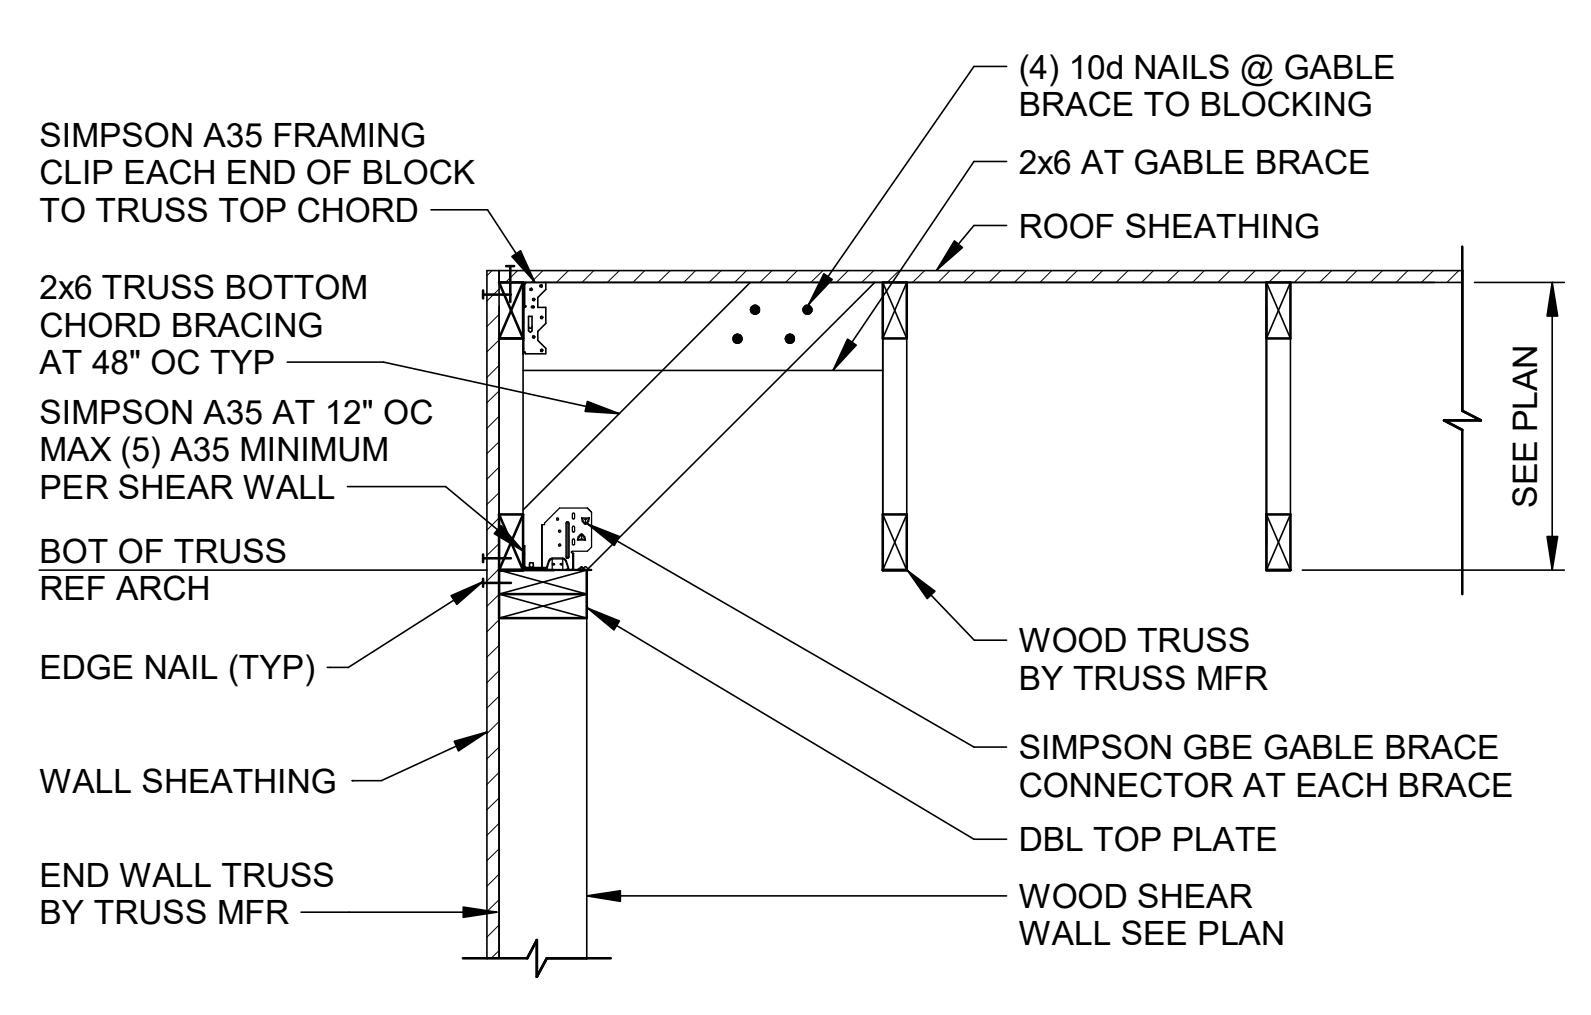 SIMPSON A35 FRAMING
CLIP EACH END OF BLOCK
TO TRUSS TOP CHORD
2x6 TRUSS BOTTOM
CHORD BRACING
AT 48" OC TYP
SIMPSON A35 AT 12" OC
MAX (5) A35 MINIMUM
PER SHEAR WALL
BOT OF TRUSS
REF ARCH
EDGE NAIL (TYP)
WALL SHEATHING
END WALL TRUSS
BY TRUSS MFR
(4) 10d NAILS @ GABLE
BRACE TO BLOCKING
2x6 AT GABLE BRACE
ROOF SHEATHING
SEE PLAN
WOOD TRUSS
BY TRUSS MFR
SIMPSON GBE GABLE BRACE
CONNECTOR AT EACH BRACE
DBL TOP PLATE
WOOD SHEAR
WALL SEE PLAN